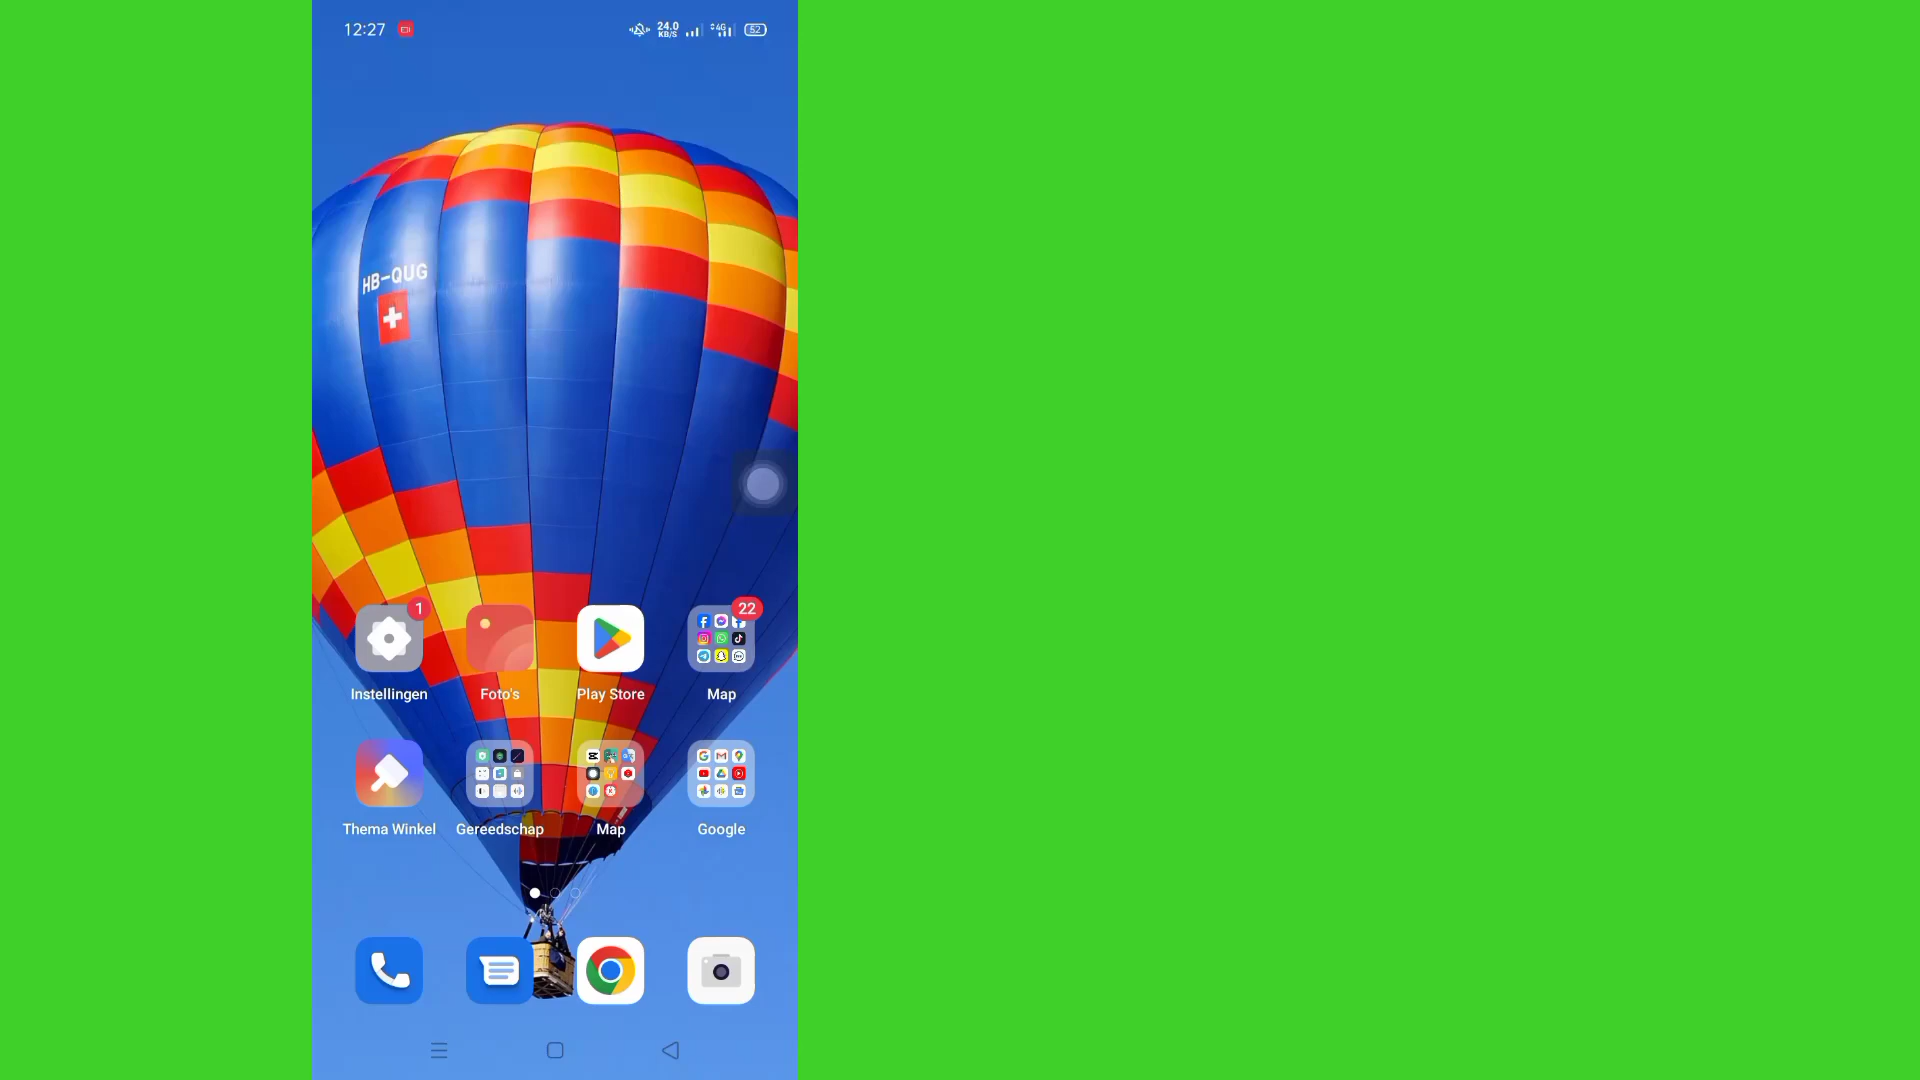 12:27
24.0
KB/S
4G
52
HB-QUG
1
22
Instellingen
Foto's
Play Store
Map
Thema Winkel
Gereedschap
Map
Google